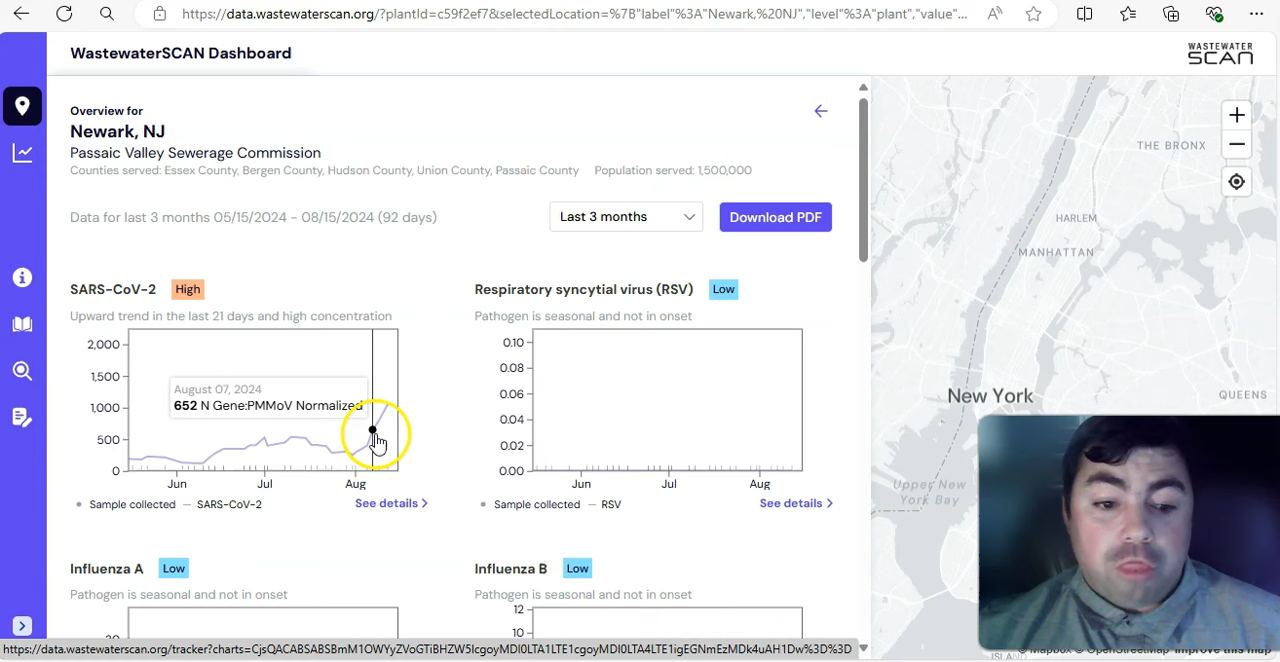 https://data.wastewaterscan.org/?plantId=c59f2ef7&selectedLocation=%7B"label"%3A"Newark,%20NJ","level"%3A"plant","value"...
WastewaterSCAN Dashboard
WASTEWATER
SCAN
Overview for
Newark, NJ
Passaic Valley Sewerage Commission
Counties served: Essex County, Bergen County, Hudson County, Union County, Passaic County Population served: 1,500,000
Data for last 3 months 05/15/2024 - 08/15/2024 (92 days)
Last 3 months
Download PDF
SARS-CoV-2 High
Upward trend in the last 21 days and high concentration
2,000
1,500
1,000
500
0
August 07, 2024
652 N Gene:PMMoV Normalized
Jun Jul Aug
Sample collected SARS-CoV-2
See details >
Respiratory syncytial virus (RSV) Low
Pathogen is seasonal and not in onset
0.10
0.08
0.06
0.04
0.02
0.00
Jun Jul Aug
Sample collected RSV
See details >
Influenza A Low
Pathogen is seasonal and not in onset
Influenza B Low
Pathogen is seasonal and not in onset
12
10
THE BRONX
HARLEM
MANHATTAN
New York
QUEENS
Upper New
York Bay